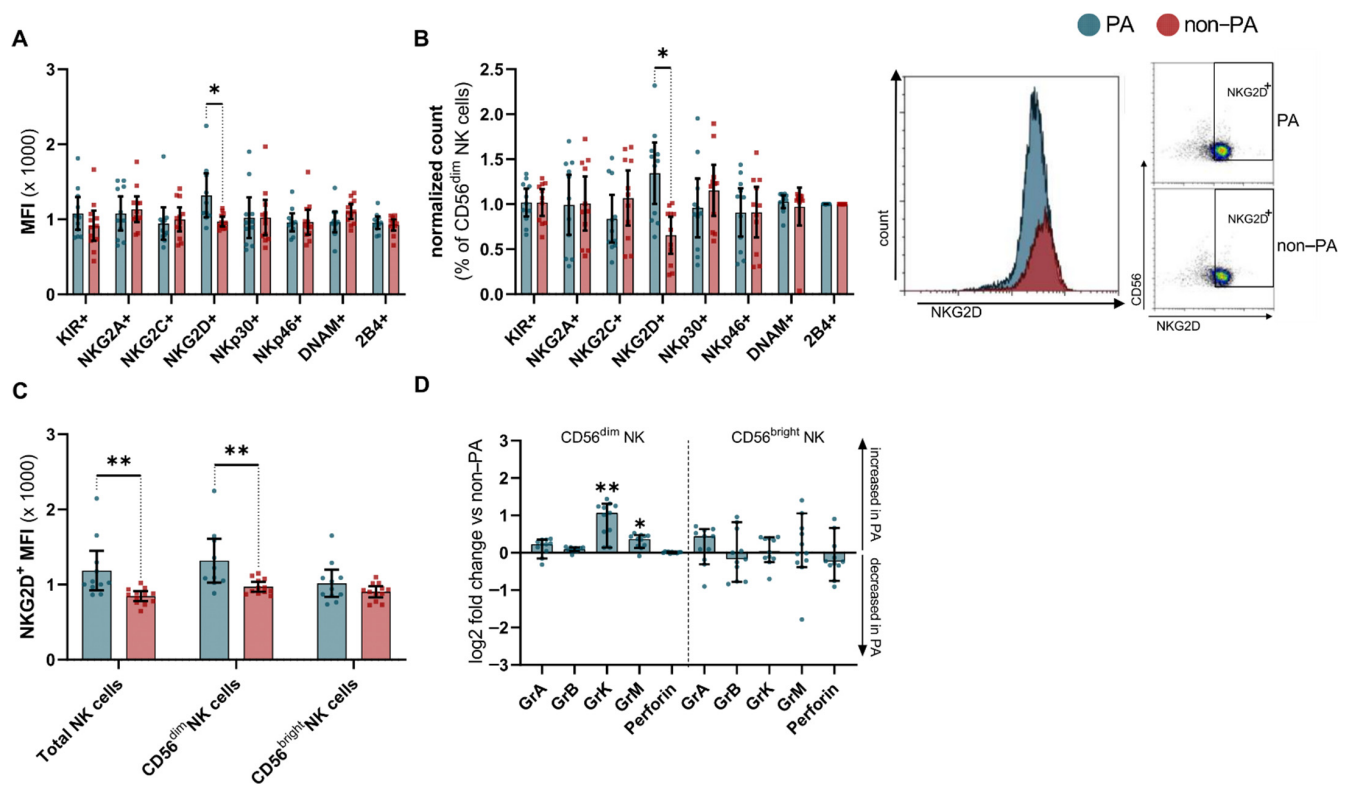 A
MFI (x 1000)
3
2
1
0
*
KIR+
NKG2A+
NKG2C+
NKG2D+
NKp30+
NKp46+
DNAM+
2B4+
B
normalized count
(% of CD56dim NK cells)
2.5
2.0
1.5
1.0
0.5
0.0
*
KIR+
NKG2A+
NKG2C+
NKG2D+
NKp30+
NKp46+
DNAM+
2B4+
PA
non–PA
count
NKG2D
NKG2D+
PA
NKG2D+
non–PA
CD56
NKG2D
C
NKG2D+ MFI (x 1000)
3
2
1
0
**
**
Total NK cells
CD56dim NK cells
CD56bright NK cells
D
log2 fold change vs non–PA
3
2
1
0
–1
–2
–3
CD56dim NK
CD56bright NK
**
*
increased in PA
decreased in PA
GrA
GrB
GrK
GrM
Perforin
GrA
GrB
GrK
GrM
Perforin